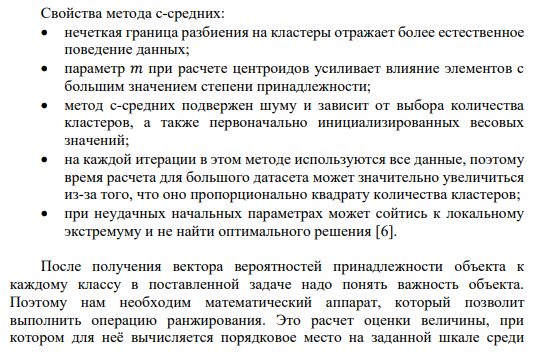 Свойства метода с-средних:
• нечеткая граница разбиения на кластеры отражает более естественное
поведение данных;
• параметр m при расчете центроидов усиливает влияние элементов с
большим значением степени принадлежности;
• метод с-средних подвержен шуму и зависит от выбора количества
кластеров, а также первоначально инициализированных весовых
значений;
• на каждой итерации в этом методе используются все данные, поэтому
время расчета для большого датасета может значительно увеличиться
из-за того, что оно пропорционально квадрату количества кластеров;
• при неудачных начальных параметрах может сойтись к локальному
экстремуму и не найти оптимального решения [6].
После получения вектора вероятностей принадлежности объекта к
каждому классу в поставленной задаче надо понять важность объекта.
Поэтому нам необходим математический аппарат, который позволит
выполнить операцию ранжирования. Это расчет оценки величины, при
котором для неё вычисляется порядковое место на заданной шкале среди